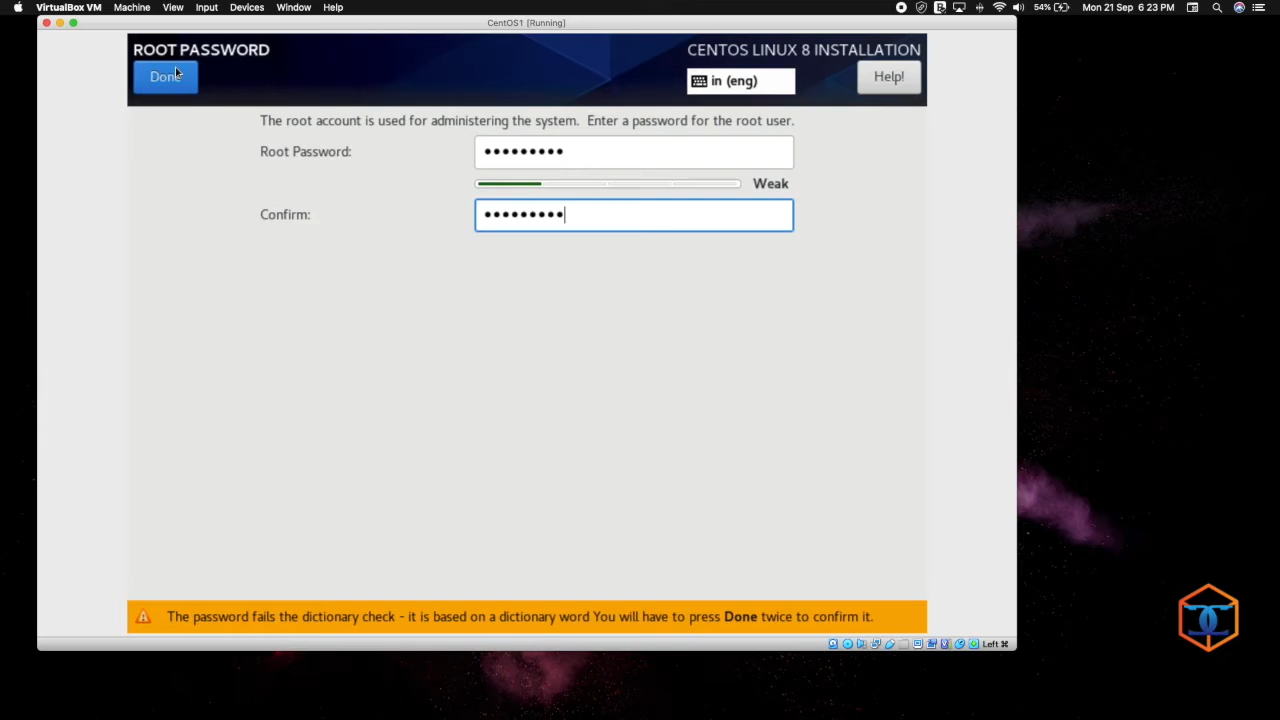 VirtualBox VM Machine View Input Devices Window Help 54% Mon 21 Sep 6:23 PM
CentOS1 [Running]
ROOT PASSWORD
CENTOS LINUX 8 INSTALLATION
Done
in (eng)
Help!
The root account is used for administering the system. Enter a password for the root user.
Root Password:
•••••••••
Weak
Confirm:
•••••••••
The password fails the dictionary check - it is based on a dictionary word You will have to press Done twice to confirm it.
Left ⌘